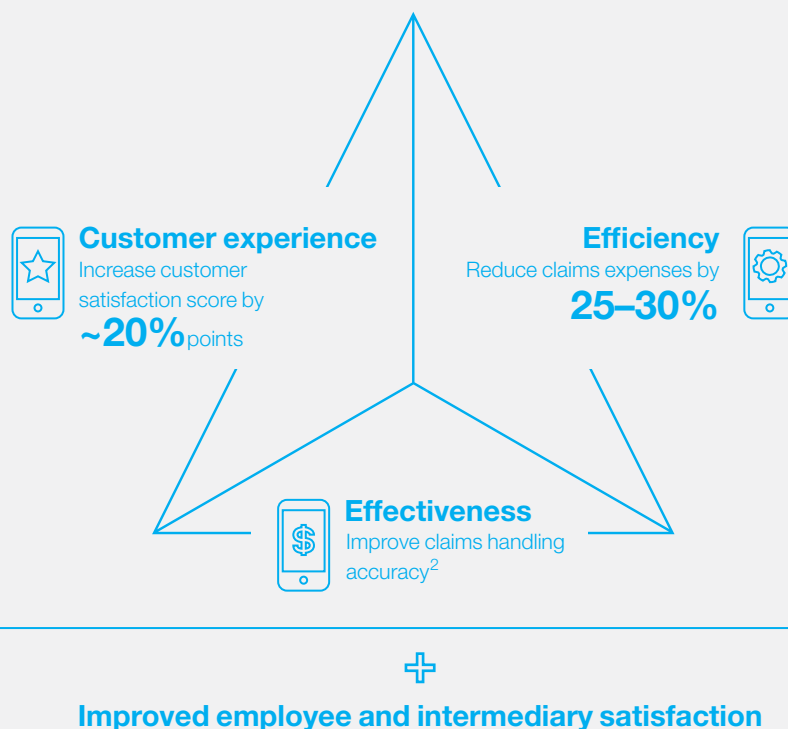 Customer experience
Increase customer
satisfaction score by
~20% points
Efficiency
Reduce claims expenses by
25–30%
$
Effectiveness
Improve claims handling
accuracy2
Improved employee and intermediary satisfaction